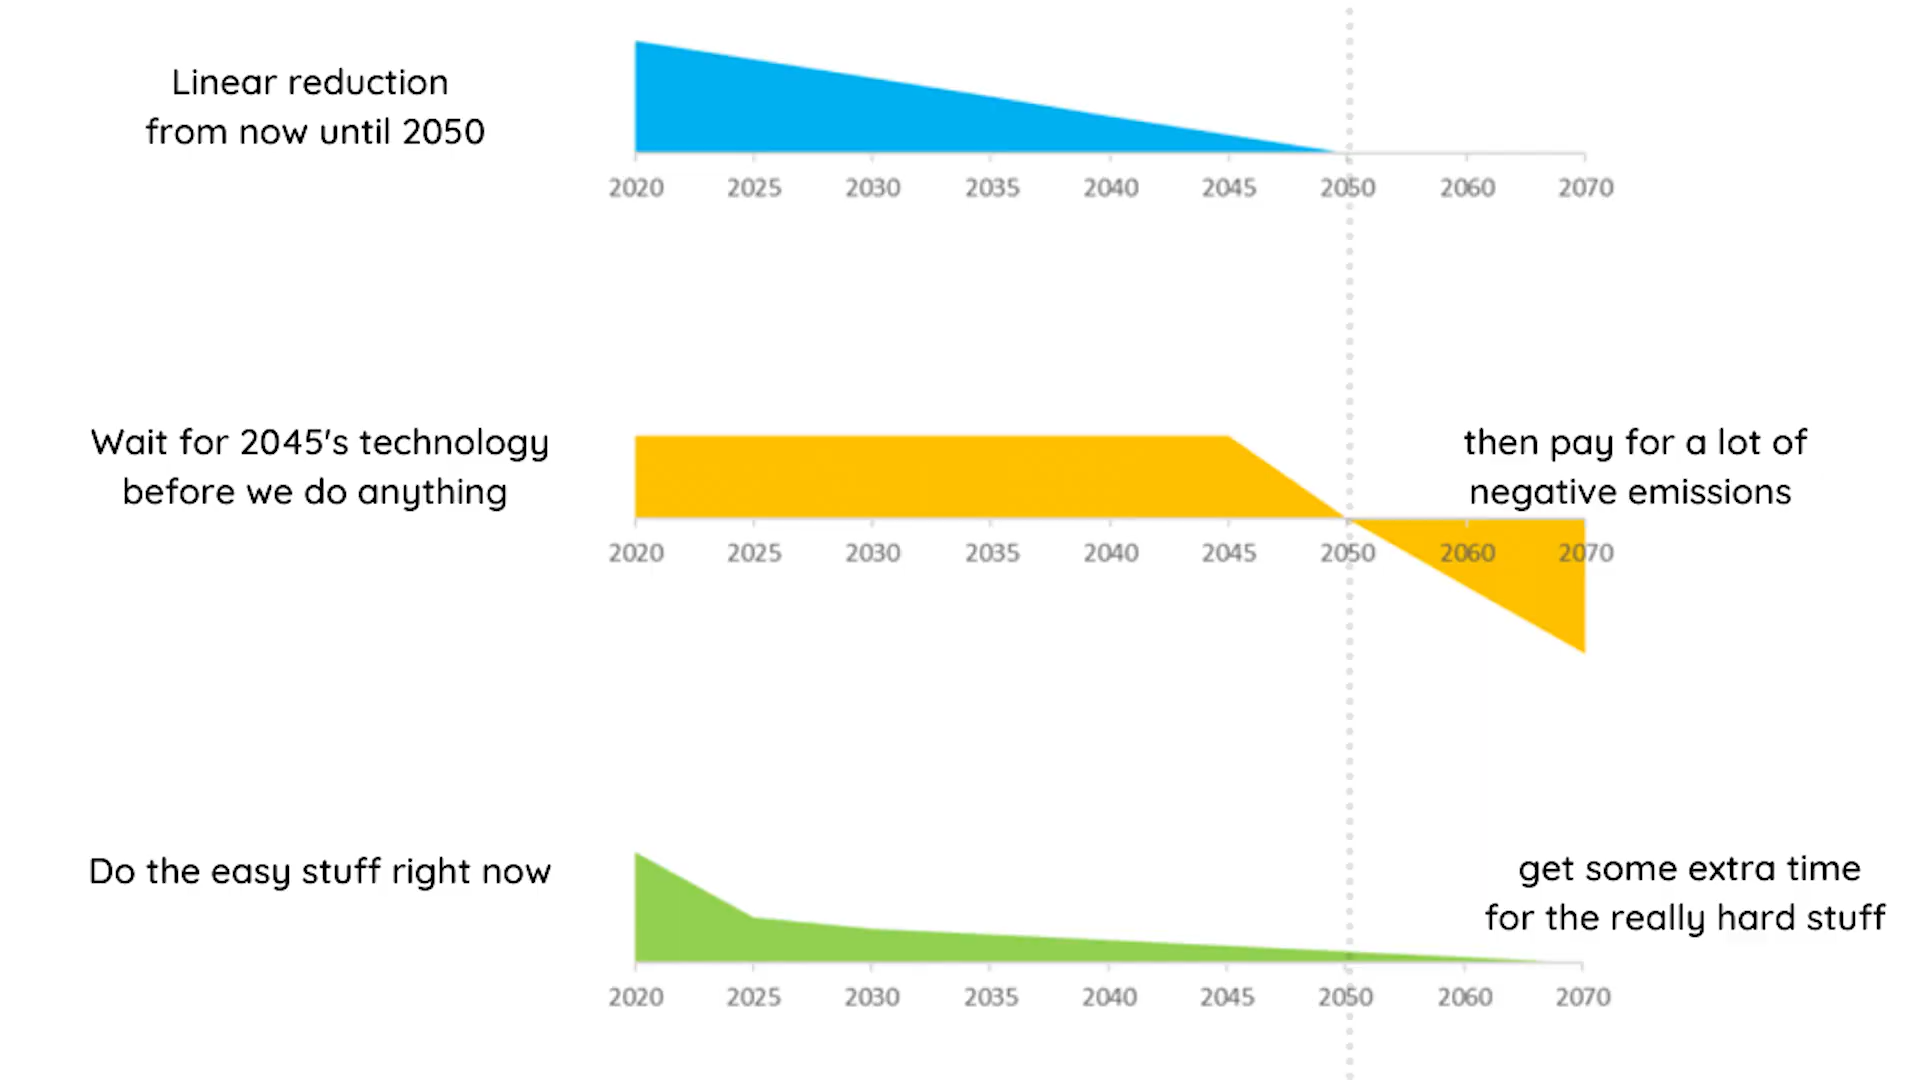 Linear reduction
from now until 2050
2020 2025 2030 2035 2040 2045 2050 2060 2070
Wait for 2045's technology
before we do anything
then pay for a lot of
negative emissions
2020 2025 2030 2035 2040 2045 2050 2060 2070
Do the easy stuff right now
get some extra time
for the really hard stuff
2020 2025 2030 2035 2040 2045 2050 2060 2070